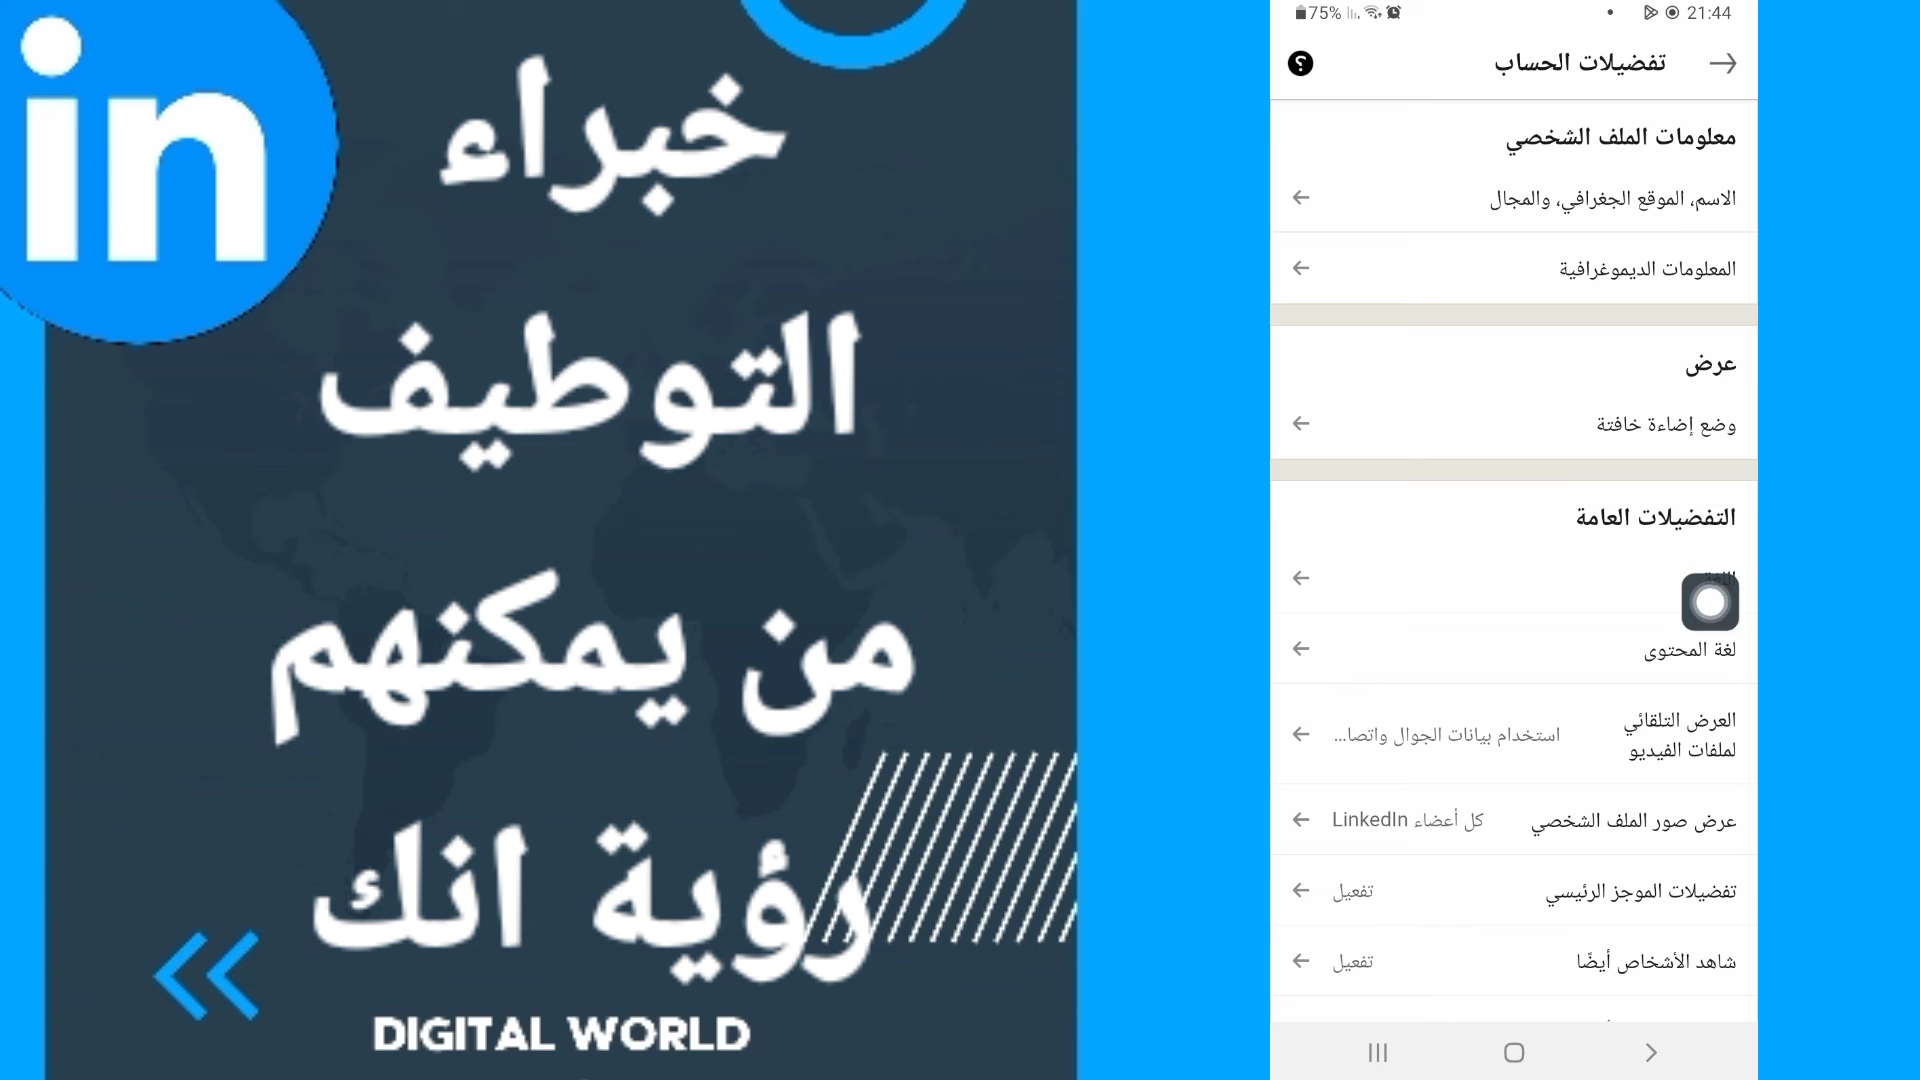 in
خبراء
التوطيف
من يمكنهم
رؤية انك
DIGITAL WORLD
75%
21:44
تفضيلات الحساب
معلومات الملف الشخصي
الاسم، الموقع الجغرافي، والمجال
المعلومات الديموغرافية
عرض
وضع إضاءة خافتة
التفضيلات العامة
لغة المحتوى
العرض التلقائي
لملفات الفيديو
استخدام بيانات الجوال واتصا...
عرض صور الملف الشخصي كل أعضاء LinkedIn
تفضيلات الموجز الرئيسي تفعيل
شاهد الأشخاص أيضًا تفعيل